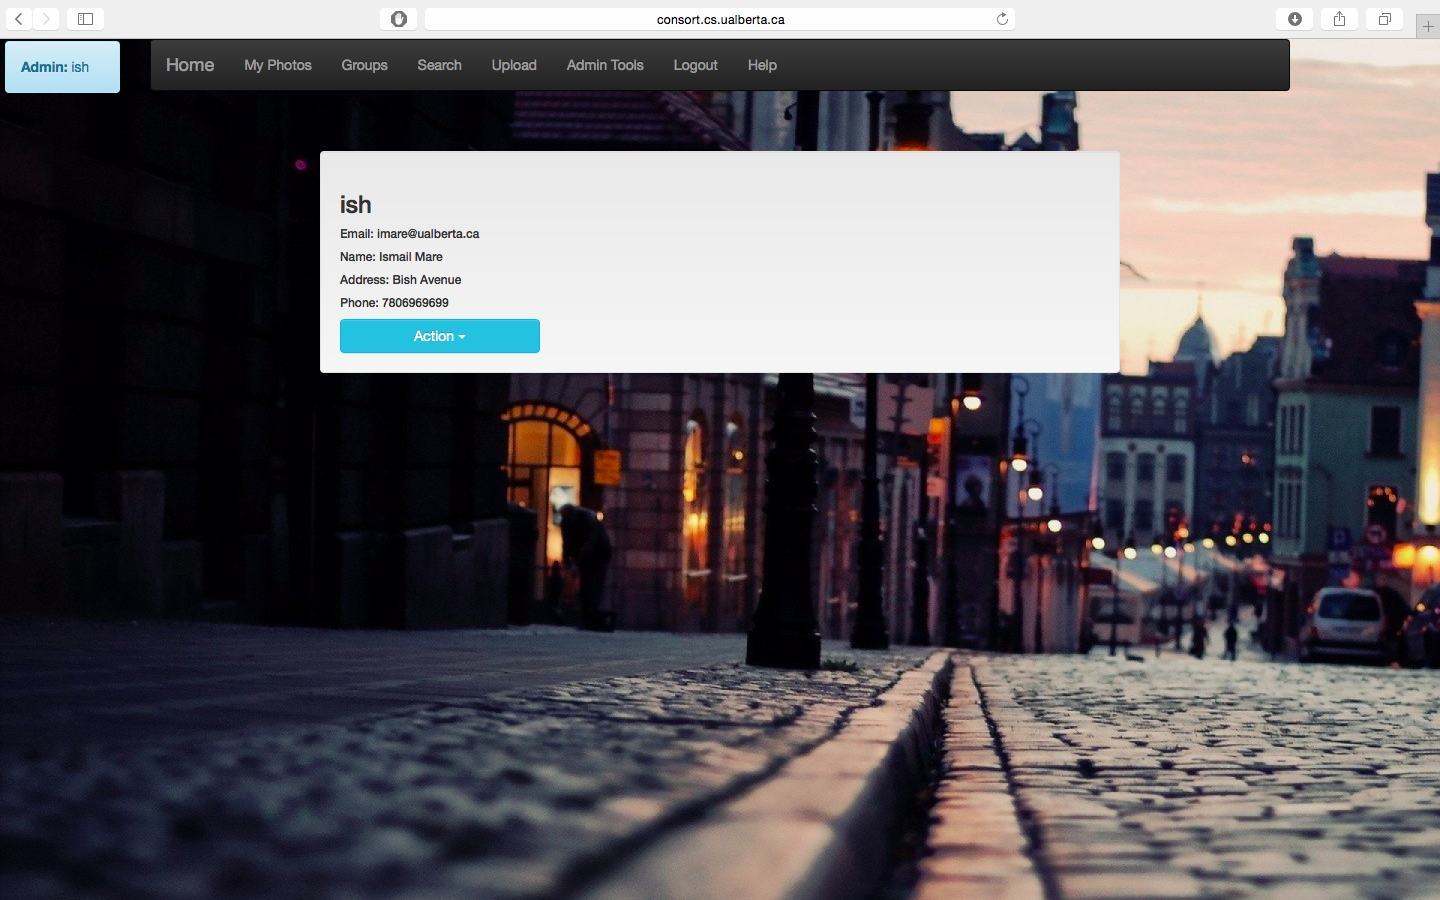 consort.cs.ualberta.ca
Admin: ish
Home My Photos Groups Search Upload Admin Tools Logout Help
ish
Email: imare@ualberta.ca
Name: Ismail Mare
Address: Bish Avenue
Phone: 7806969699
Action